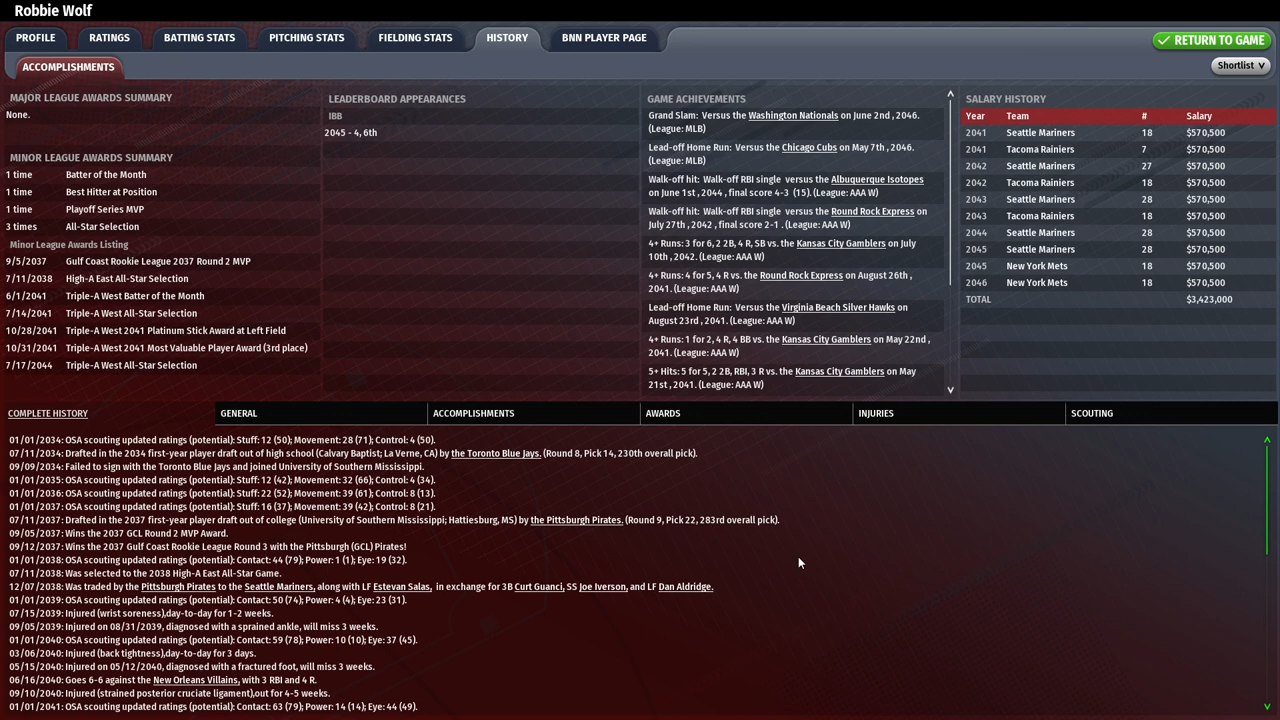 Robbie Wolf
PROFILE RATINGS BATTING STATS PITCHING STATS FIELDING STATS HISTORY BNN PLAYER PAGE
RETURN TO GAME
ACCOMPLISHMENTS
Shortlist
MAJOR LEAGUE AWARDS SUMMARY
None.
MINOR LEAGUE AWARDS SUMMARY
1 time Batter of the Month
1 time Best Hitter at Position
1 time Playoff Series MVP
3 times All-Star Selection
Minor League Awards Listing
9/5/2037 Gulf Coast Rookie League 2037 Round 2 MVP
7/11/2038 High-A East All-Star Selection
6/1/2041 Triple-A West Batter of the Month
7/14/2041 Triple-A West All-Star Selection
10/28/2041 Triple-A West 2041 Platinum Stick Award at Left Field
10/31/2041 Triple-A West 2041 Most Valuable Player Award (3rd place)
7/17/2044 Triple-A West All-Star Selection
LEADERBOARD APPEARANCES
IBB
2045 - 4, 6th
GAME ACHIEVEMENTS
Grand Slam: Versus the Washington Nationals on June 2nd , 2046.
(League: MLB)
Lead-off Home Run: Versus the Chicago Cubs on May 7th , 2046.
(League: MLB)
Walk-off hit: Walk-off RBI single versus the Albuquerque Isotopes
on June 1st , 2044 , final score 4-3 (15). (League: AAA W)
Walk-off hit: Walk-off RBI single versus the Round Rock Express on
July 27th , 2042 , final score 2-1 . (League: AAA W)
4+ Runs: 3 for 6, 2 2B, 4 R, SB vs. the Kansas City Gamblers on July
10th , 2042. (League: AAA W)
4+ Runs: 4 for 5, 4 R vs. the Round Rock Express on August 26th ,
2041. (League: AAA W)
Lead-off Home Run: Versus the Virginia Beach Silver Hawks on
August 23rd , 2041. (League: AAA W)
4+ Runs: 1 for 2, 4 R, 4 BB vs. the Kansas City Gamblers on May 22nd ,
2041. (League: AAA W)
5+ Hits: 5 for 5, 2 2B, RBI, 3 R vs. the Kansas City Gamblers on May
21st , 2041. (League: AAA W)
SALARY HISTORY
Year Team # Salary
2041 Seattle Mariners 18 $570,500
2041 Tacoma Rainiers 7 $570,500
2042 Seattle Mariners 27 $570,500
2042 Tacoma Rainiers 18 $570,500
2043 Seattle Mariners 28 $570,500
2043 Tacoma Rainiers 18 $570,500
2044 Seattle Mariners 28 $570,500
2045 Seattle Mariners 28 $570,500
2045 New York Mets 18 $570,500
2046 New York Mets 18 $570,500
TOTAL $3,423,000
COMPLETE HISTORY GENERAL ACCOMPLISHMENTS AWARDS INJURIES SCOUTING
01/01/2034: OSA scouting updated ratings (potential): Stuff: 12 (50); Movement: 28 (71); Control: 4 (50).
07/11/2034: Drafted in the 2034 first-year player draft out of high school (Calvary Baptist; La Verne, CA) by the Toronto Blue Jays. (Round 8, Pick 14, 230th overall pick).
09/09/2034: Failed to sign with the Toronto Blue Jays and joined University of Southern Mississippi.
01/01/2035: OSA scouting updated ratings (potential): Stuff: 12 (42); Movement: 32 (66); Control: 4 (34).
01/01/2036: OSA scouting updated ratings (potential): Stuff: 22 (52); Movement: 39 (61); Control: 8 (13).
01/01/2037: OSA scouting updated ratings (potential): Stuff: 16 (37); Movement: 39 (42); Control: 8 (21).
07/11/2037: Drafted in the 2037 first-year player draft out of college (University of Southern Mississippi; Hattiesburg, MS) by the Pittsburgh Pirates. (Round 9, Pick 22, 283rd overall pick).
09/05/2037: Wins the 2037 GCL Round 2 MVP Award.
09/12/2037: Wins the 2037 Gulf Coast Rookie League Round 3 with the Pittsburgh (GCL) Pirates!
01/01/2038: OSA scouting updated ratings (potential): Contact: 44 (79); Power: 1 (1); Eye: 19 (32).
07/11/2038: Was selected to the 2038 High-A East All-Star Game.
12/07/2038: Was traded by the Pittsburgh Pirates to the Seattle Mariners, along with LF Estevan Salas, in exchange for 3B Curt Guanci, SS Joe Iverson, and LF Dan Aldridge.
01/01/2039: OSA scouting updated ratings (potential): Contact: 50 (74); Power: 4 (4); Eye: 23 (31).
07/15/2039: Injured (wrist soreness),day-to-day for 1-2 weeks.
09/05/2039: Injured on 08/31/2039, diagnosed with a sprained ankle, will miss 3 weeks.
01/01/2040: OSA scouting updated ratings (potential): Contact: 59 (78); Power: 10 (10); Eye: 37 (45).
03/06/2040: Injured (back tightness),day-to-day for 3 days.
05/15/2040: Injured on 05/12/2040, diagnosed with a fractured foot, will miss 3 weeks.
06/16/2040: Goes 6-6 against the New Orleans Villains, with 3 RBI and 4 R.
09/10/2040: Injured (strained posterior cruciate ligament),out for 4-5 weeks.
01/01/2041: OSA scouting updated ratings (potential): Contact: 63 (79); Power: 14 (14); Eye: 44 (49).